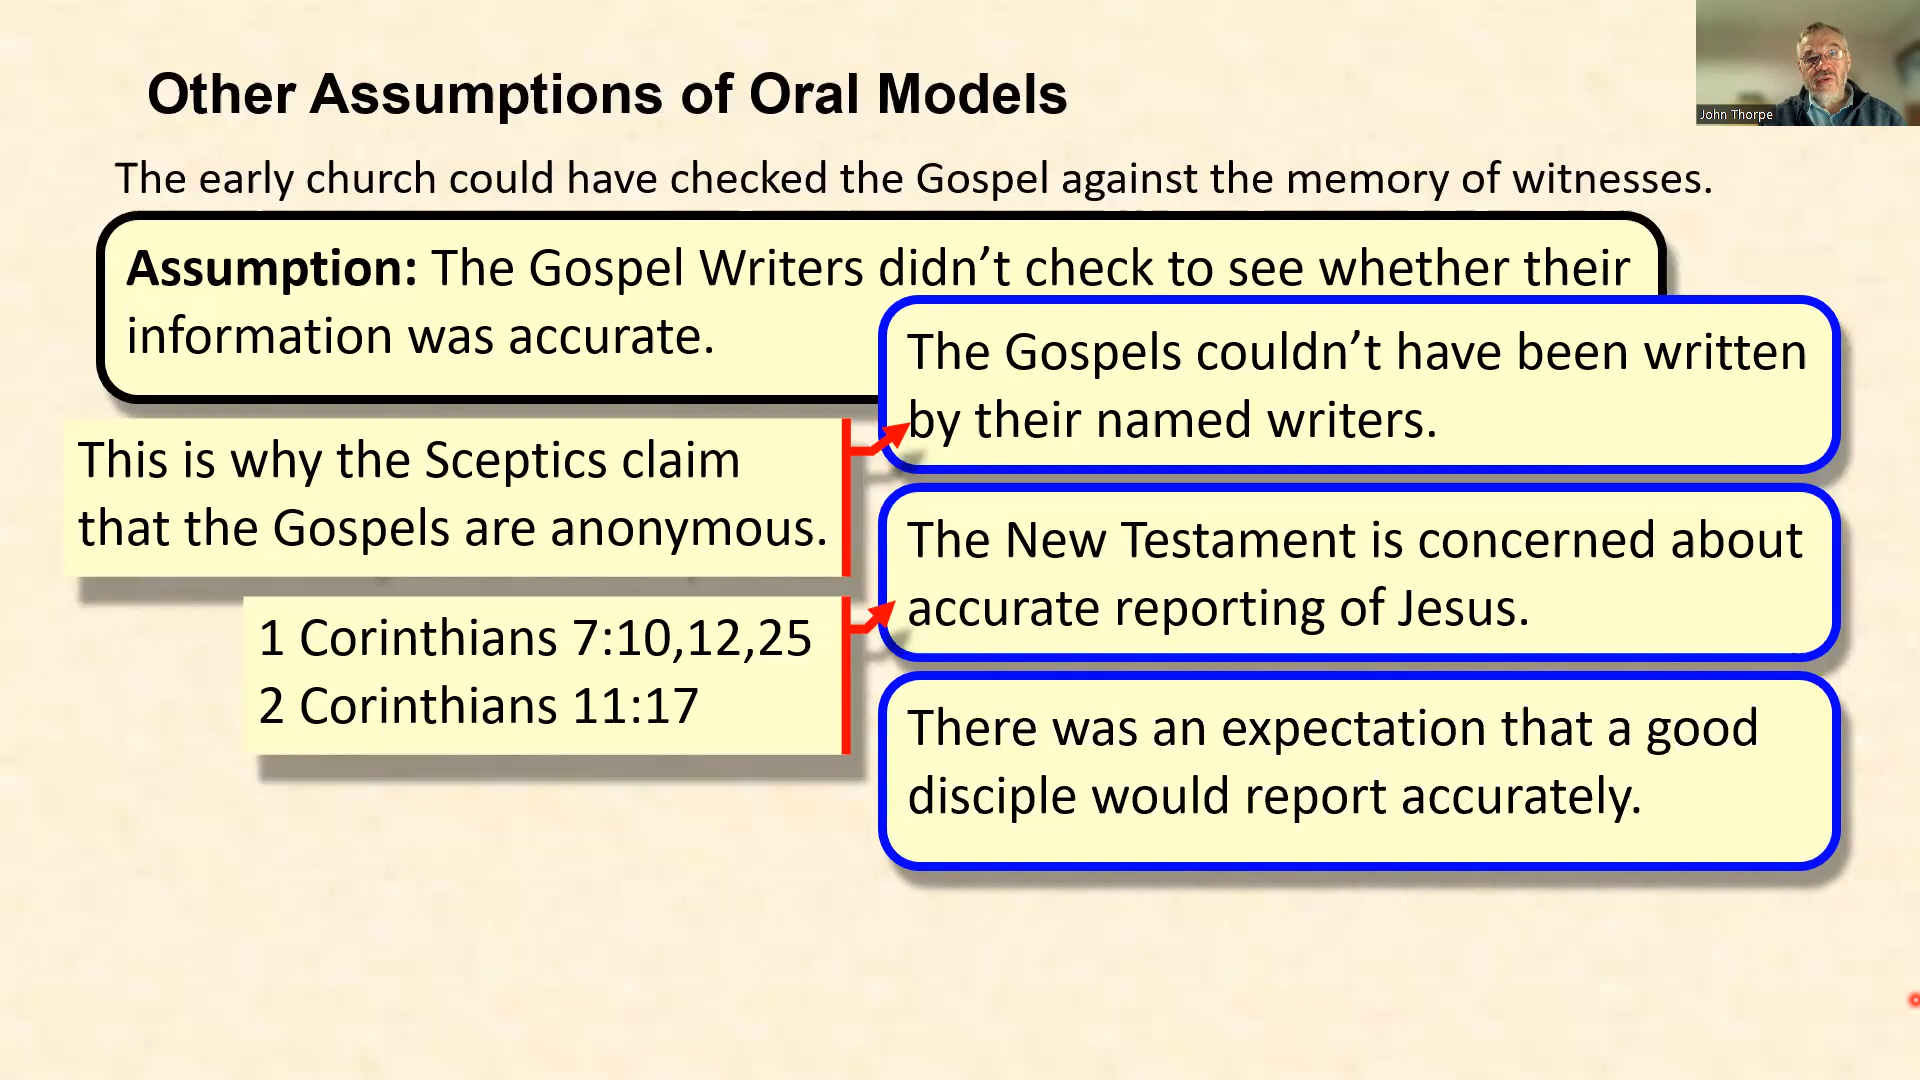 Other Assumptions of Oral Models
John Thorpe
The early church could have checked the Gospel against the memory of witnesses.
Assumption: The Gospel Writers didn’t check to see whether their
information was accurate.
The Gospels couldn’t have been written
by their named writers.
This is why the Sceptics claim
that the Gospels are anonymous.
The New Testament is concerned about
accurate reporting of Jesus.
1 Corinthians 7:10,12,25
2 Corinthians 11:17
There was an expectation that a good
disciple would report accurately.